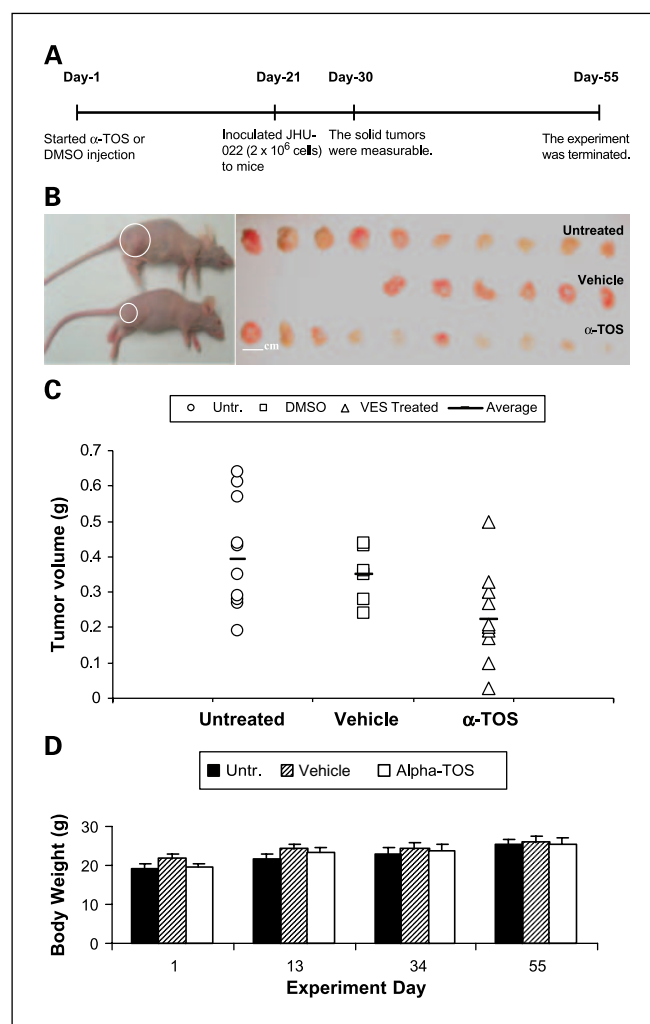 A
Day-1 Day-21 Day-30 Day-55
Started α-TOS or
DMSO injection
Inoculated JHU-
022 (2 x 10⁶ cells)
to mice
The solid tumors
were measurable.
The experiment
was terminated.
B
Untreated
Vehicle
α-TOS
cm
C
Untr. DMSO VES Treated Average
Tumor volume (g)
0.7
0.6
0.5
0.4
0.3
0.2
0.1
0
Untreated Vehicle α-TOS
D
Untr. Vehicle Alpha-TOS
Body Weight (g)
30
20
10
0
1 13 34 55
Experiment Day